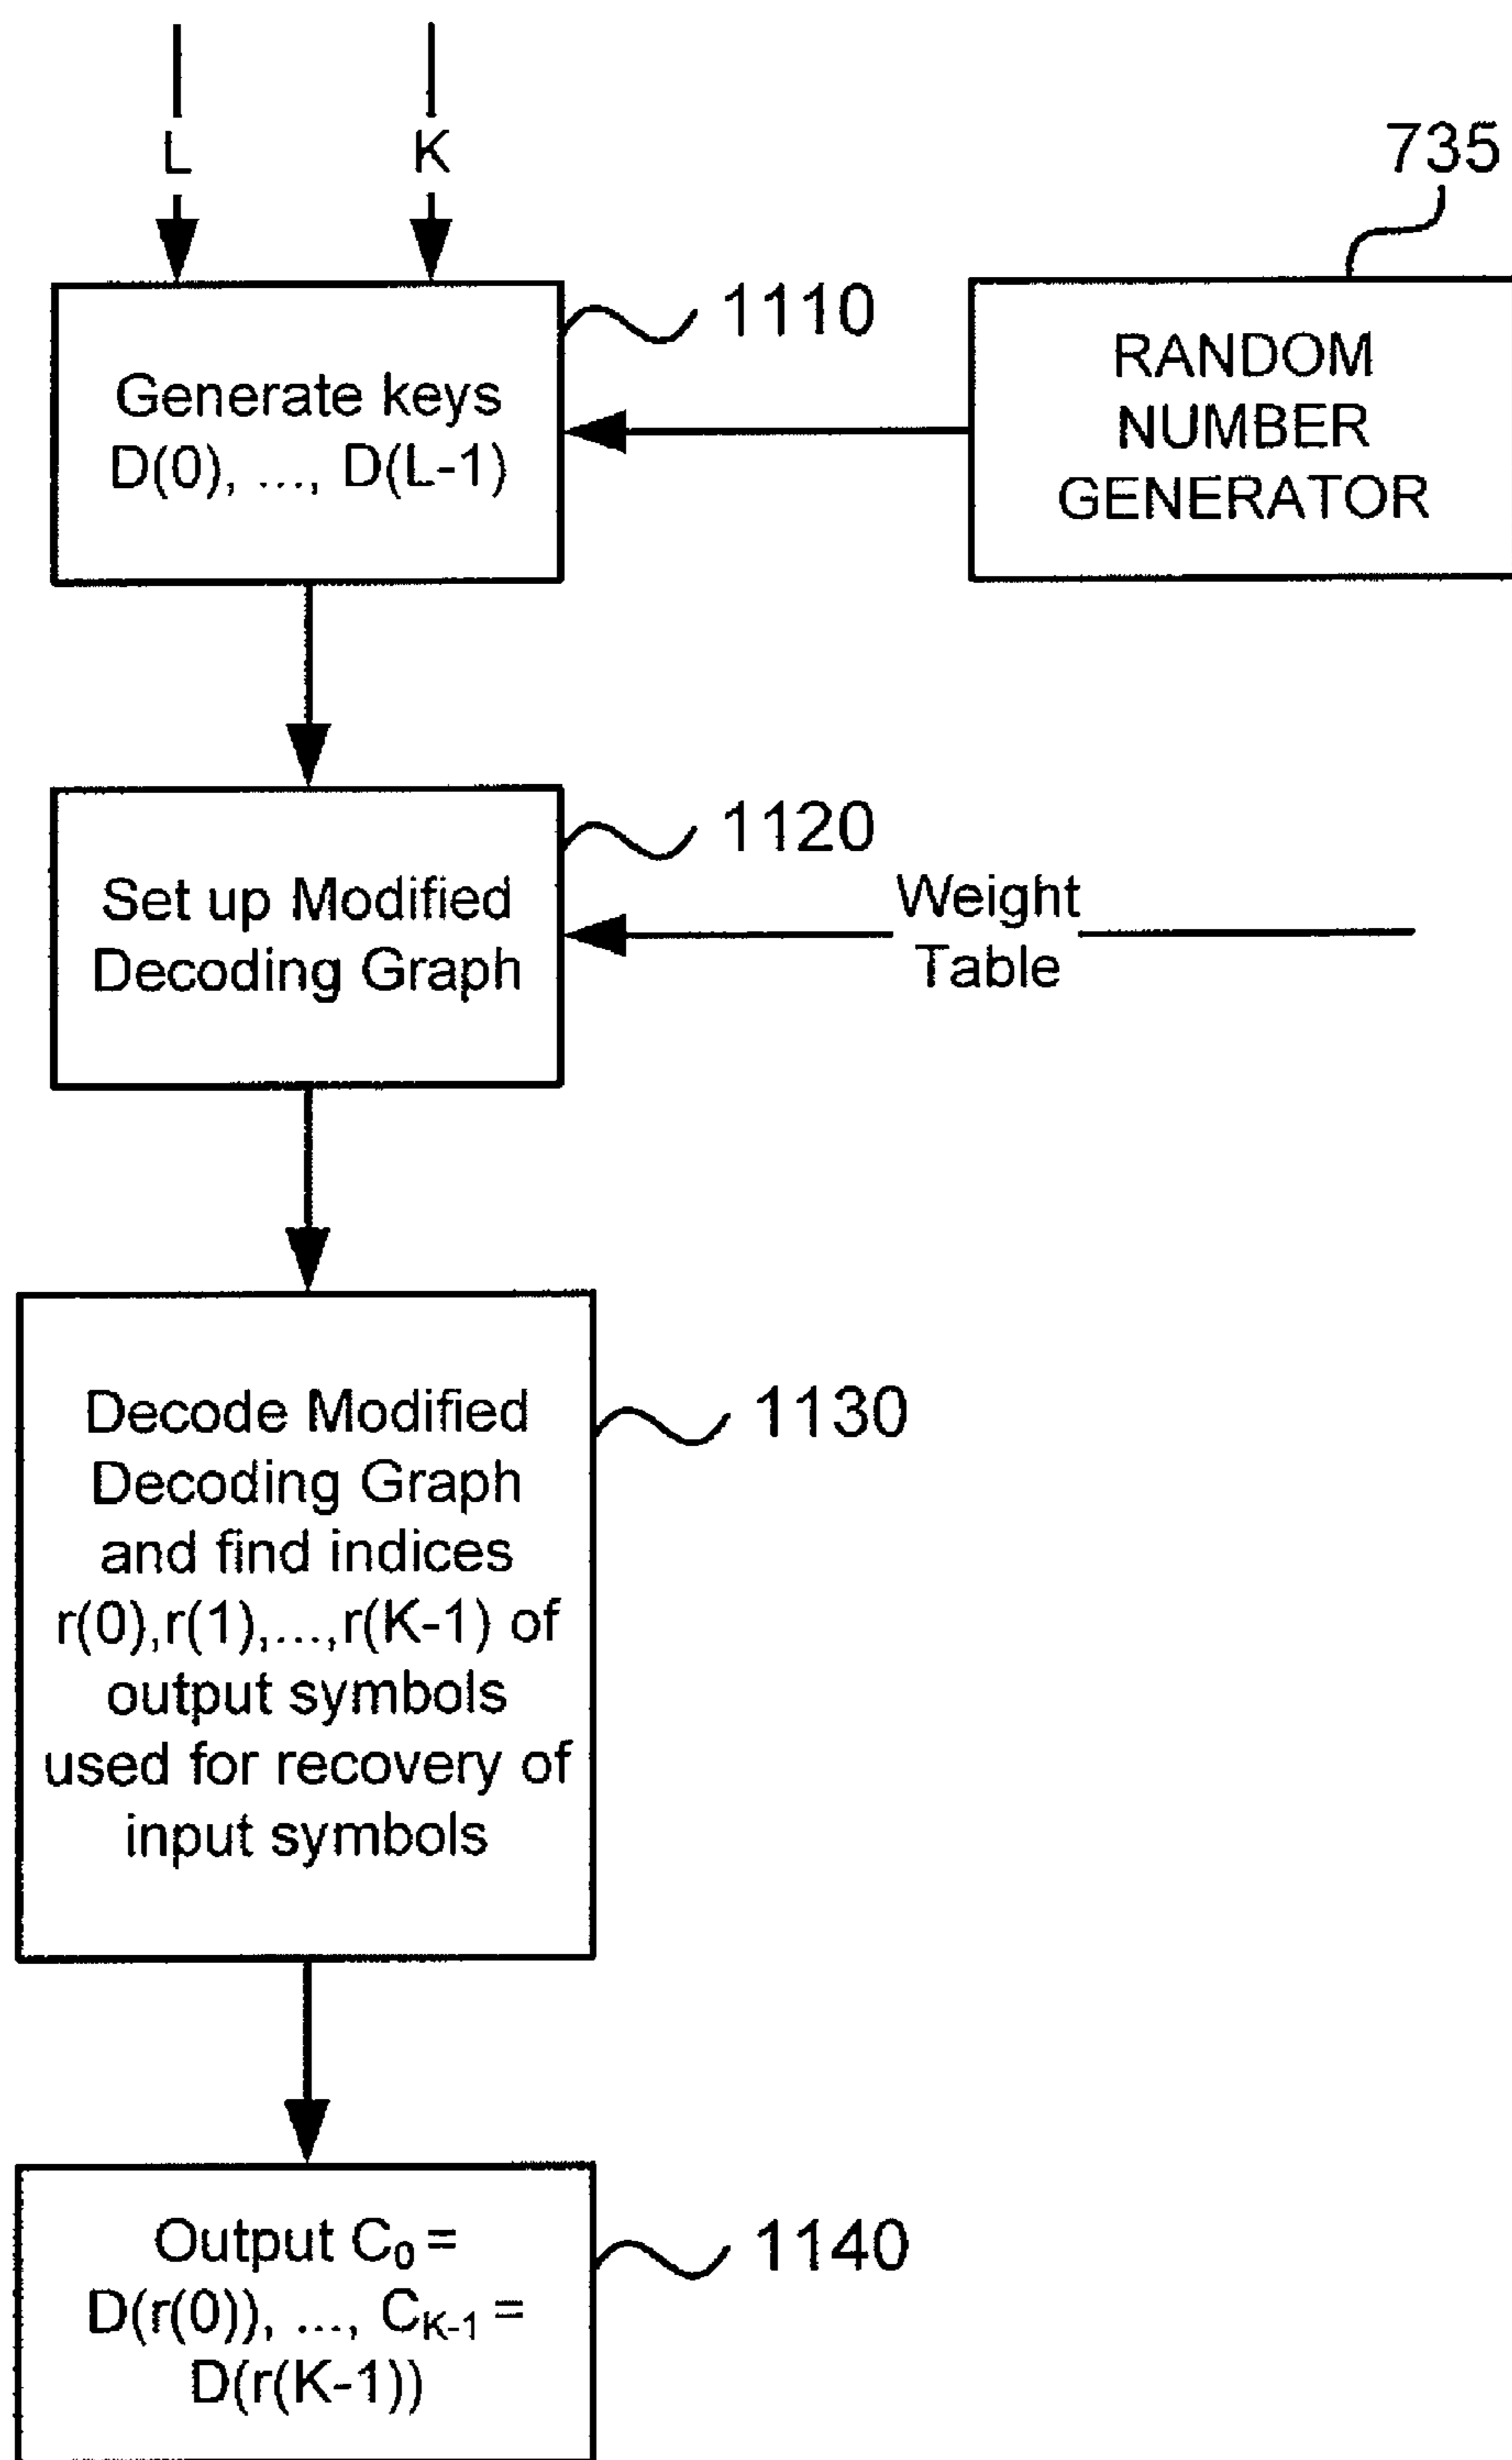 L
K
735
1110
Generate keys
D(0), ..., D(L-1)
RANDOM
NUMBER
GENERATOR
1120
Set up Modified
Decoding Graph
Weight
Table
1130
Decode Modified
Decoding Graph
and find indices
r(0),r(1),...,r(K-1) of
output symbols
used for recovery of
input symbols
1140
Output C₀ =
D(r(0)), ..., C_K-1 =
D(r(K-1))